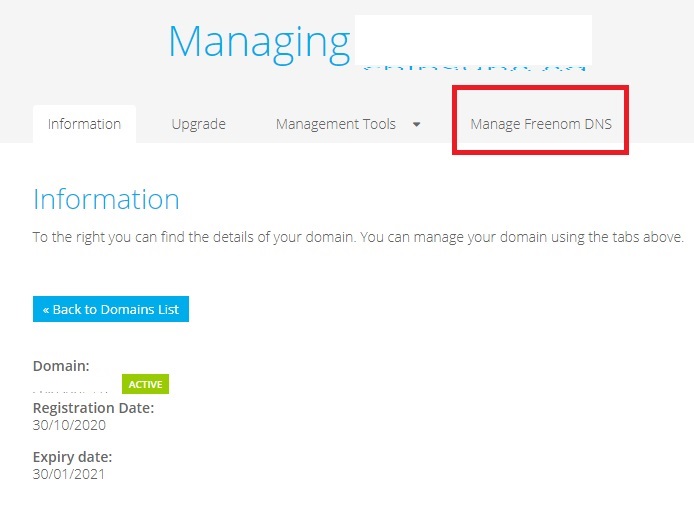 Managing
Information Upgrade Management Tools Manage Freenom DNS
Information
To the right you can find the details of your domain. You can manage your domain using the tabs above.
« Back to Domains List
Domain:
ACTIVE
Registration Date:
30/10/2020
Expiry date:
30/01/2021